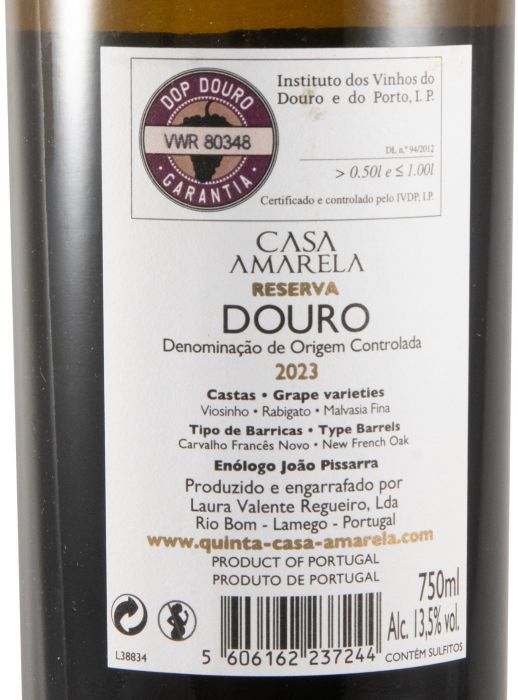 DOP DOURO
VWR 80348
GARANTIA
Instituto dos Vinhos do
Douro e do Porto, I. P.
DL n.º 94/2012
> 0.50l e ≤ 1.00l
Certificado e controlado pelo IVDP, I.P.
CASA
AMARELA
RESERVA
DOURO
Denominação de Origem Controlada
2023
Castas • Grape varieties
Viosinho • Rabigato • Malvasia Fina
Tipo de Barricas • Type Barrels
Carvalho Francês Novo • New French Oak
Enólogo João Pissarra
Produzido e engarrafado por
Laura Valente Regueiro, Lda
Rio Bom - Lamego - Portugal
www.quinta-casa-amarela.com
PRODUCT OF PORTUGAL
PRODUTO DE PORTUGAL
750ml
Alc. 13,5% vol.
L38834
5 606162 237244
CONTÉM SULFITOS